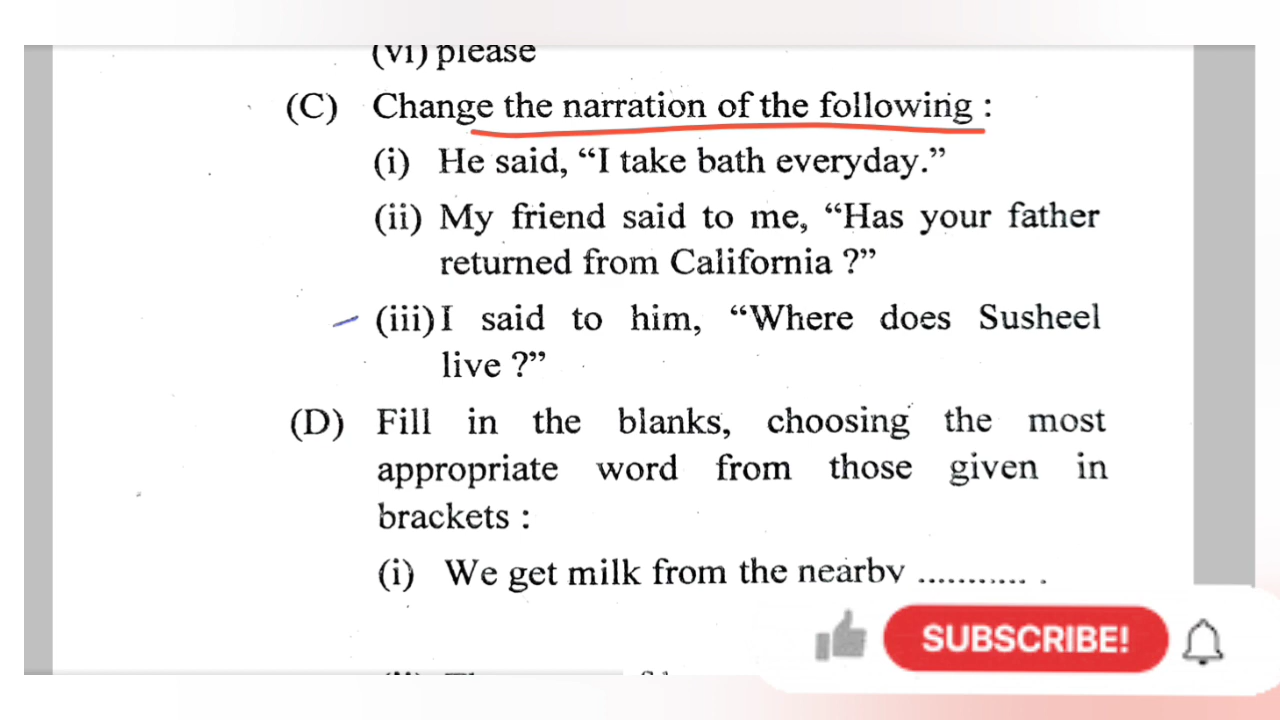 (vi) please
(C) Change the narration of the following :
(i) He said, “I take bath everyday.”
(ii) My friend said to me, “Has your father
returned from California ?”
(iii) I said to him, “Where does Susheel
live ?”
(D) Fill in the blanks, choosing the most
appropriate word from those given in
brackets :
(i) We get milk from the nearby ............ .
SUBSCRIBE!